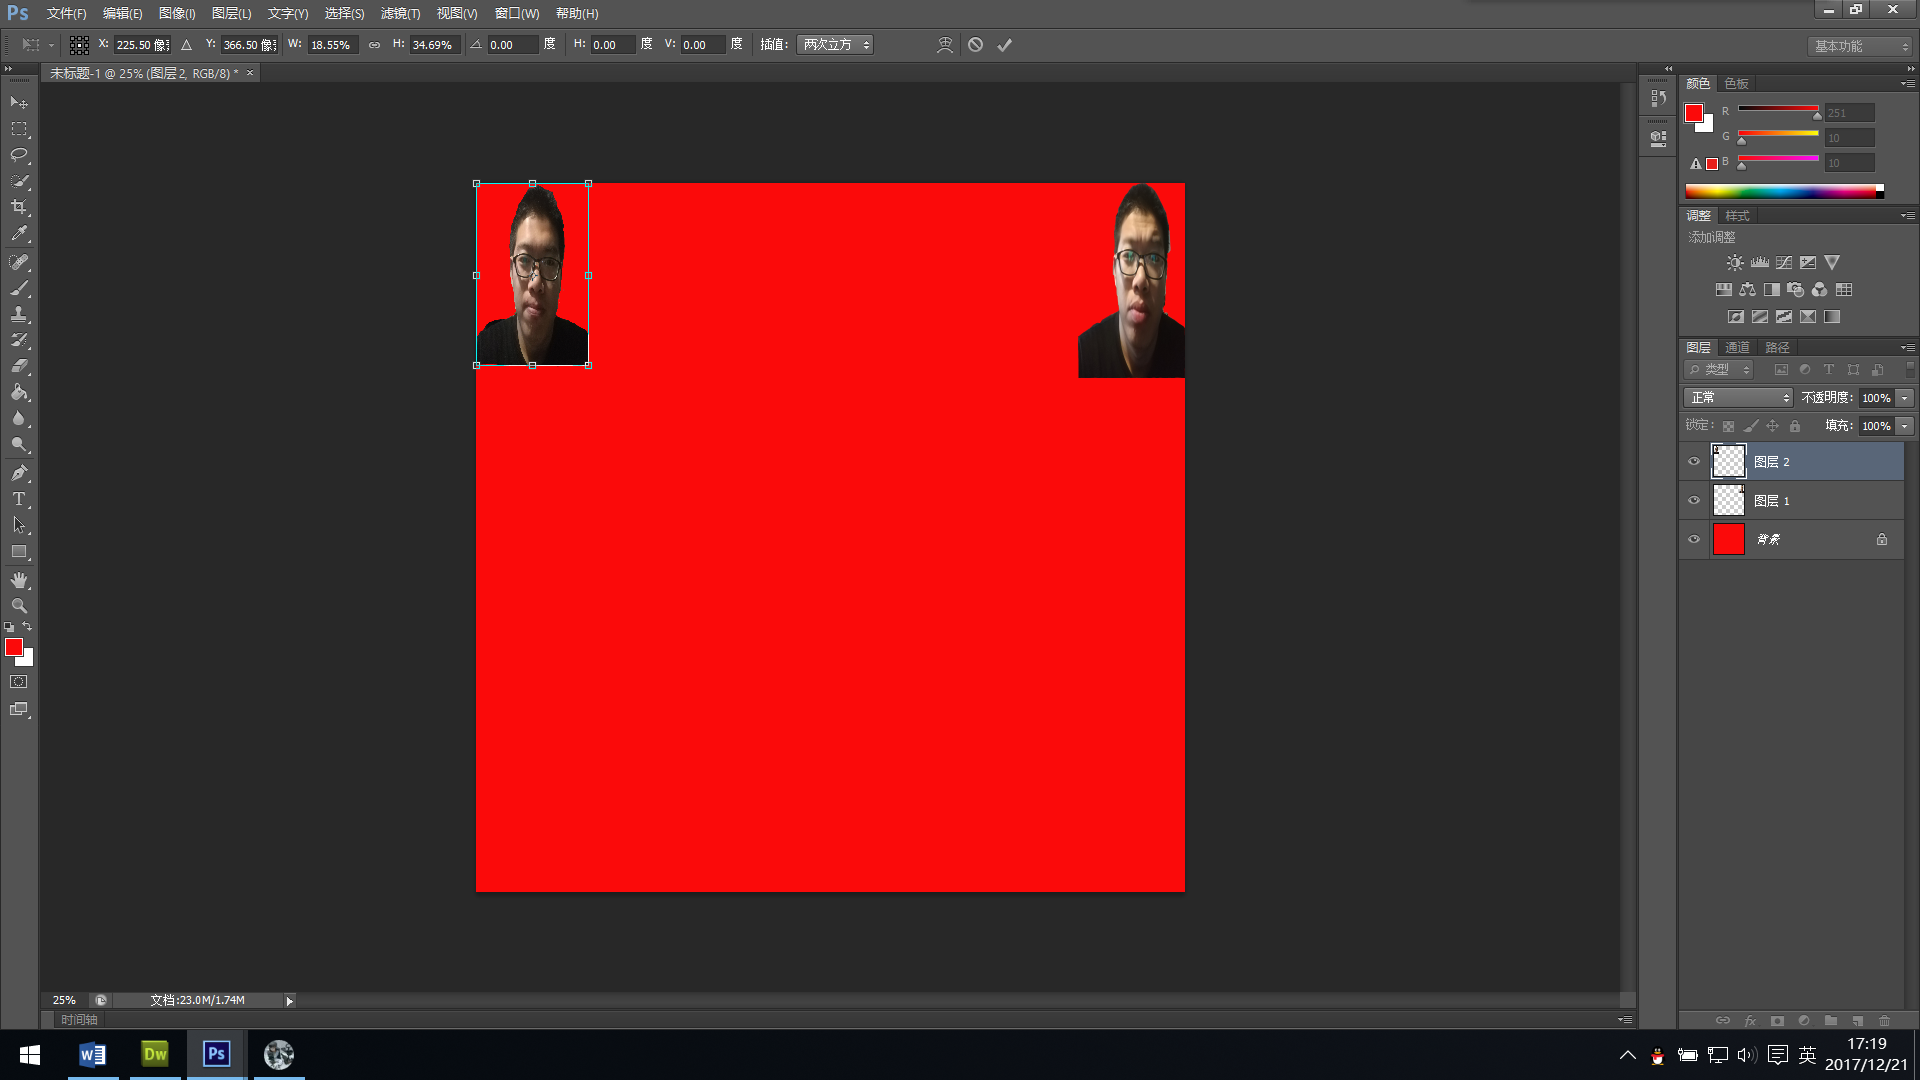 Ps 文件(F) 编辑(E) 图像(I) 图层(L) 文字(Y) 选择(S) 滤镜(T) 视图(V) 窗口(W) 帮助(H)
X: 225.50 像素 Y: 366.50 像素 W: 18.55% H: 34.69% 0.00 度 H: 0.00 度 V: 0.00 度 插值: 两次立方 基本功能
未标题-1 @ 25% (图层 2, RGB/8) * ×
颜色 色板
R 251
G 10
B 10
调整 样式
添加调整
图层 通道 路径
类型
正常 不透明度: 100%
锁定: 填充: 100%
图层 2
图层 1
背景
25% 文档:23.0M/1.74M
时间轴
W Dw Ps 英 17:19
2017/12/21